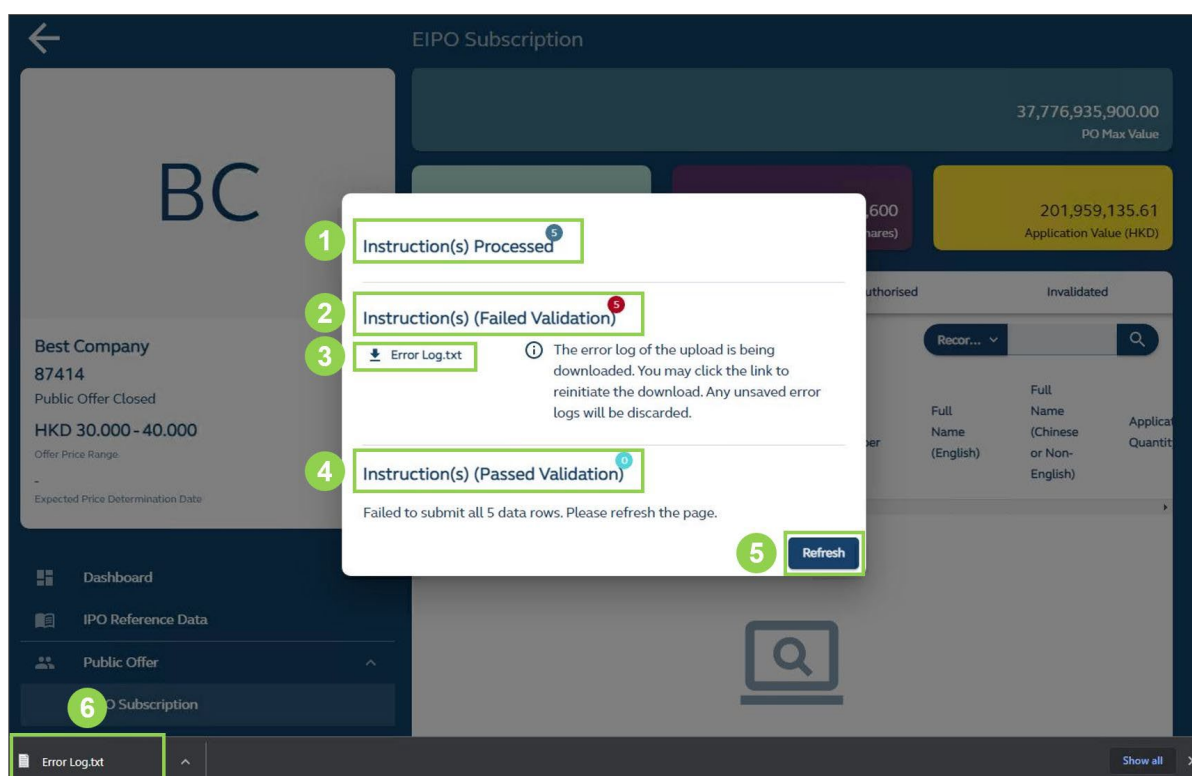 EIPO Subscription
37,776,935,900.00
PO Max Value
BC
,600
hares)
201,959,135.61
Application Value (HKD)
1
Instruction(s) Processed
5
uthorised
Invalidated
2
Instruction(s) (Failed Validation)
5
3
Error Log.txt
The error log of the upload is being
downloaded. You may click the link to
reinitiate the download. Any unsaved error
logs will be discarded.
Recor...
Best Company
87414
Public Offer Closed
HKD 30.000 - 40.000
Offer Price Range
-
Expected Price Determination Date
ber
Full
Name
(English)
Full
Name
(Chinese
or Non-
English)
Applicat
Quantit
4
Instruction(s) (Passed Validation)
0
Failed to submit all 5 data rows. Please refresh the page.
5
Refresh
Dashboard
IPO Reference Data
Public Offer
6
O Subscription
Error Log.txt
Show all